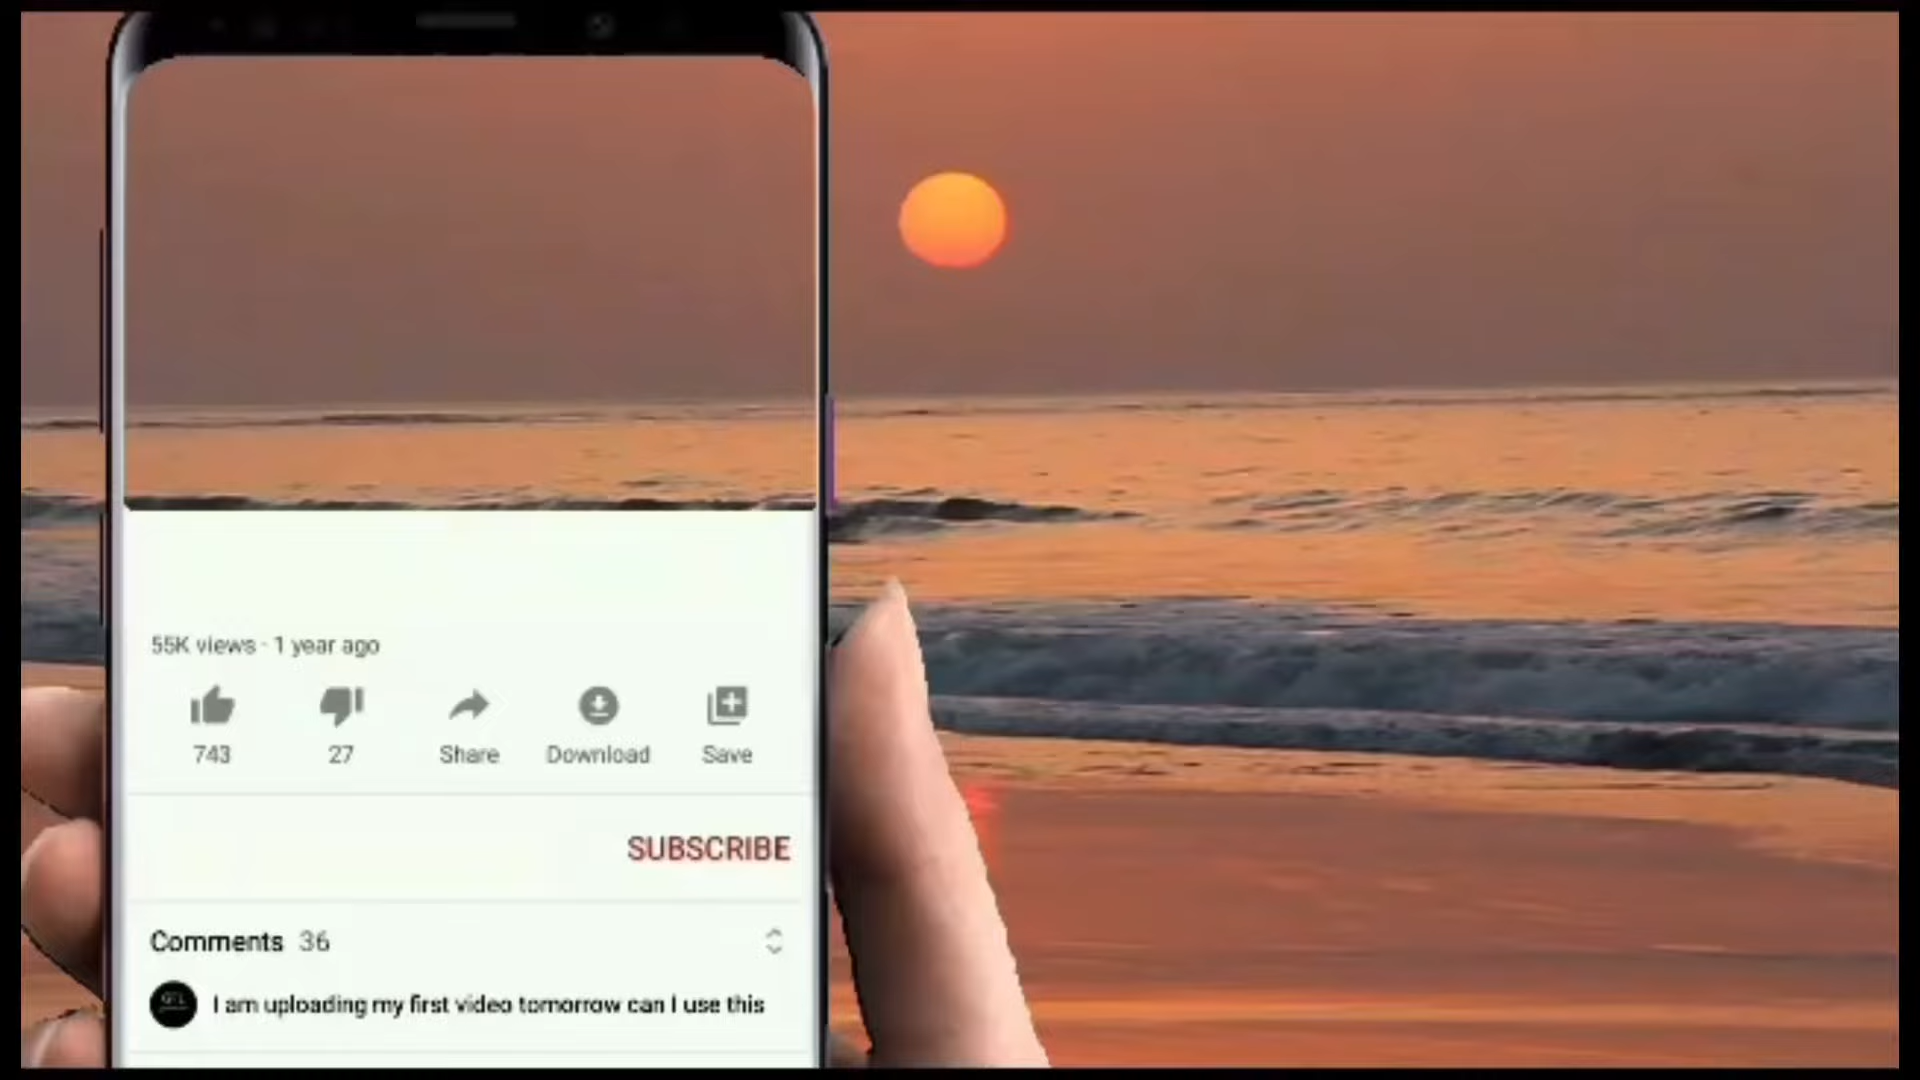 55K views · 1 year ago
743
27
Share
Download
Save
SUBSCRIBE
Comments 36
I am uploading my first video tomorrow can I use this